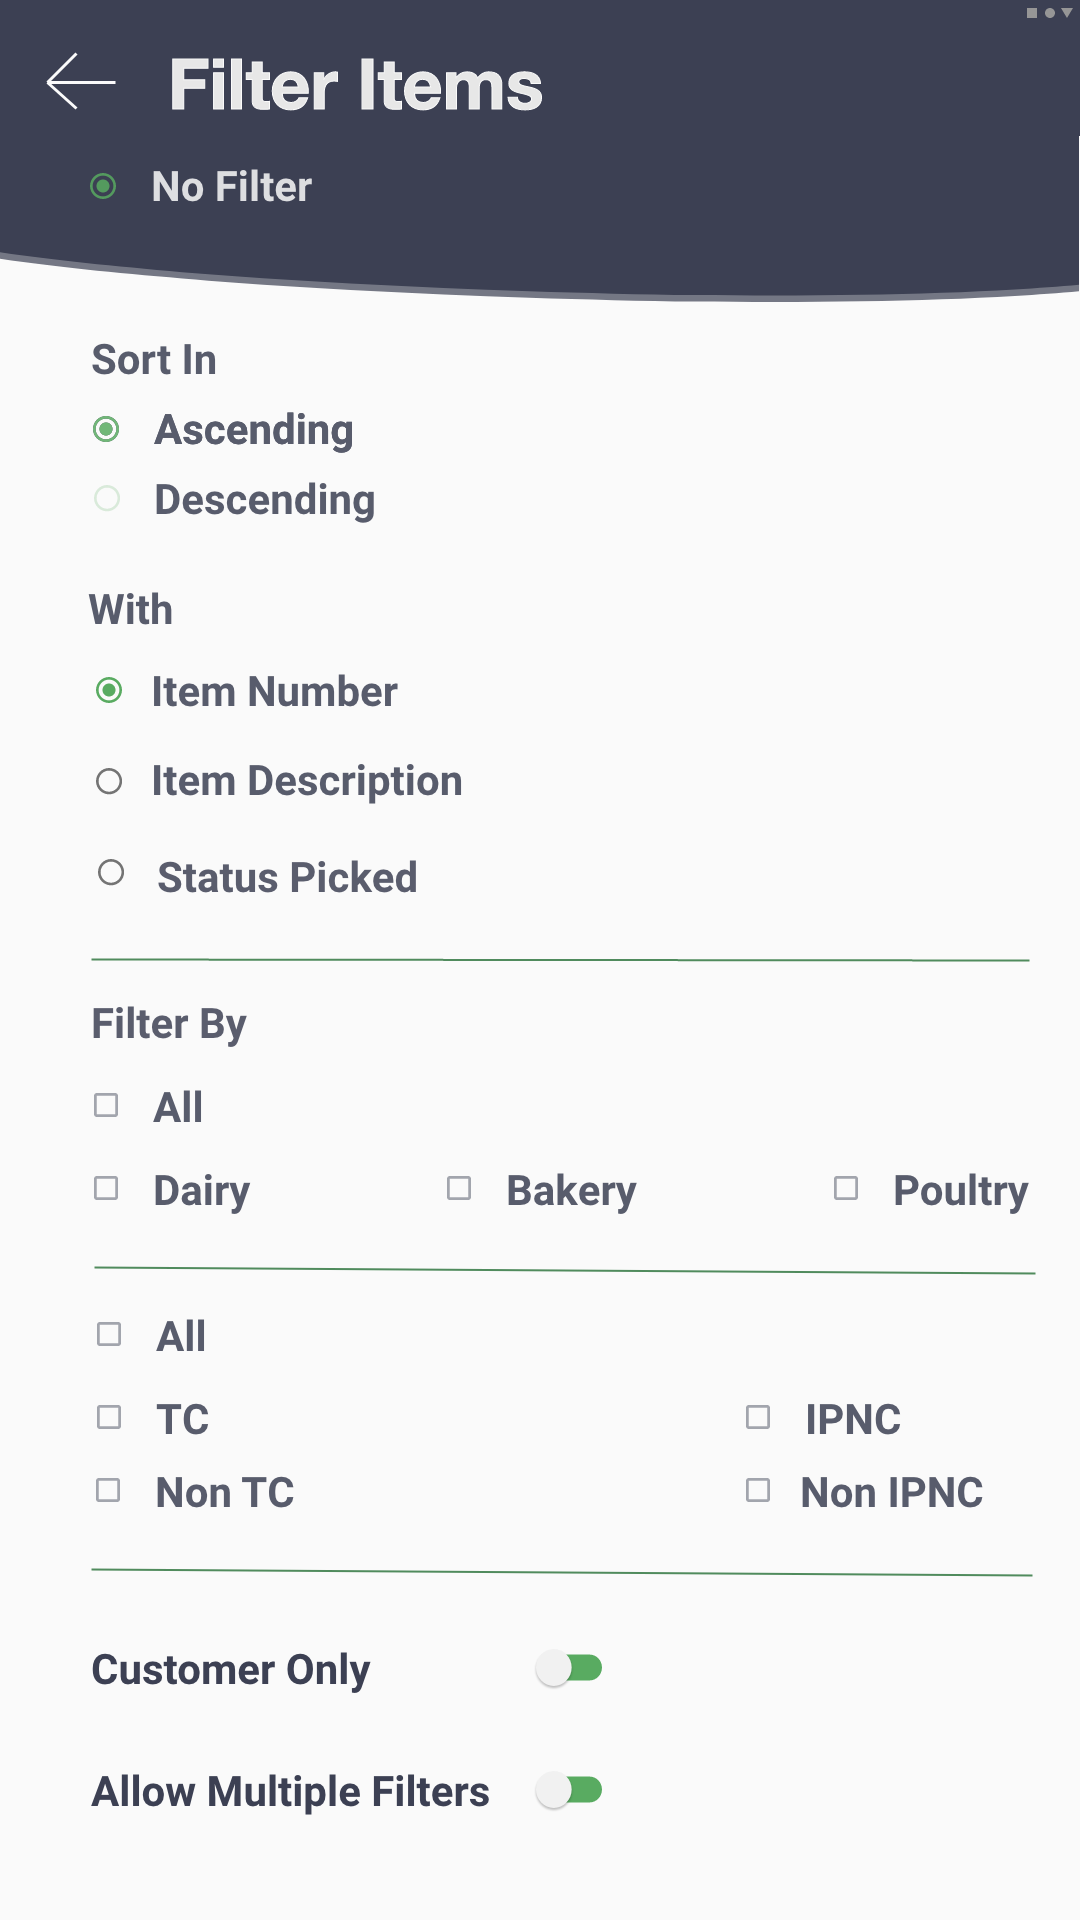 Filter Items
No Filter
Sort In
Ascending
Descending
With
Item Number
Item Description
Status Picked
Filter By
All
Dairy Bakery Poultry
All
TC IPNC
Non TC Non IPNC
Customer Only
Allow Multiple Filters